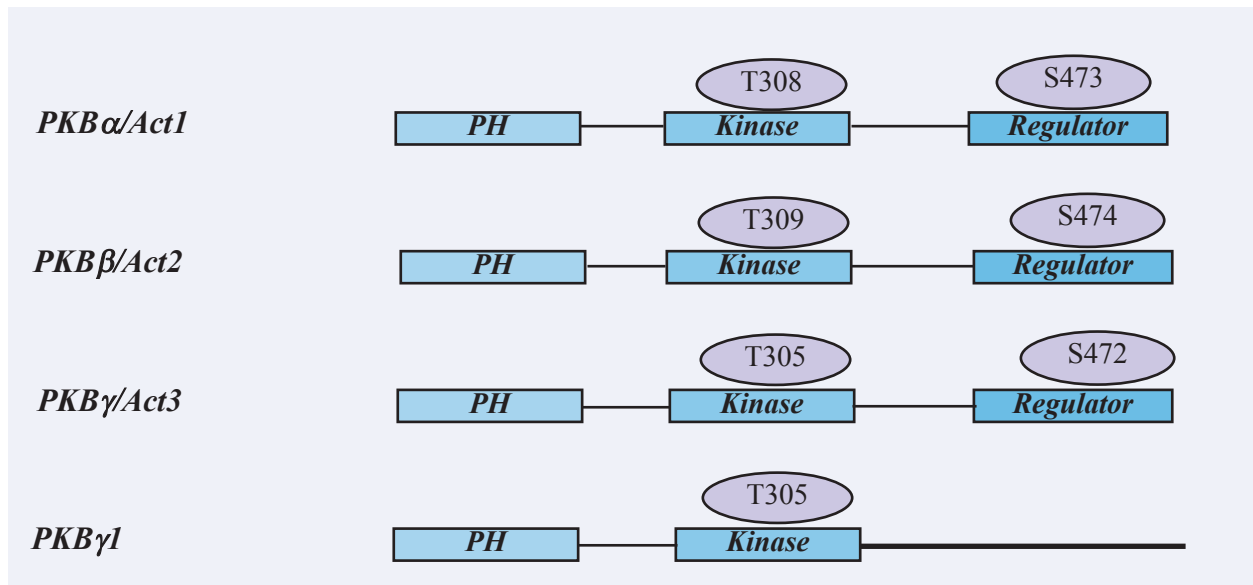 T308 S473
PKBα/Act1 PH Kinase Regulator
T309 S474
PKBβ/Act2 PH Kinase Regulator
T305 S472
PKBγ/Act3 PH Kinase Regulator
T305
PKBγ1 PH Kinase